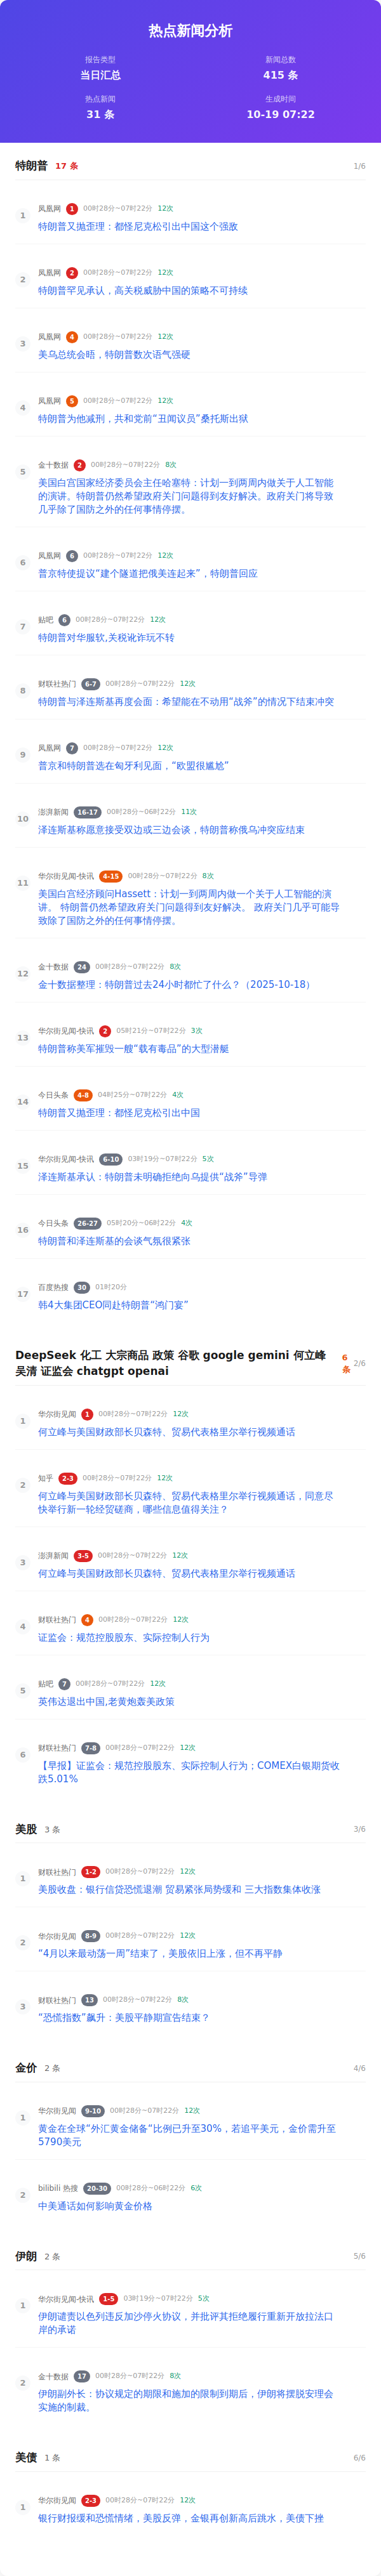 热点新闻分析
报告类型
当日汇总
新闻总数
415 条
热点新闻
31 条
生成时间
10-19 07:22
特朗普 17 条 1/6
1 凤凰网 1 00时28分~07时22分 12次
特朗普又抛歪理：都怪尼克松引出中国这个强敌
2 凤凰网 2 00时28分~07时22分 12次
特朗普罕见承认，高关税威胁中国的策略不可持续
3 凤凰网 4 00时28分~07时22分 12次
美乌总统会晤，特朗普数次语气强硬
4 凤凰网 5 00时28分~07时22分 12次
特朗普为他减刑，共和党前“丑闻议员”桑托斯出狱
5 金十数据 2 00时28分~07时22分 8次
美国白宫国家经济委员会主任哈塞特：计划一到两周内做关于人工智能
的演讲。特朗普仍然希望政府关门问题得到友好解决。政府关门将导致
几乎除了国防之外的任何事情停摆。
6 凤凰网 6 00时28分~07时22分 12次
普京特使提议“建个隧道把俄美连起来”，特朗普回应
7 贴吧 6 00时28分~07时22分 12次
特朗普对华服软,关税讹诈玩不转
8 财联社热门 6-7 00时28分~07时22分 12次
特朗普与泽连斯基再度会面：希望能在不动用“战斧”的情况下结束冲突
9 凤凰网 7 00时28分~07时22分 12次
普京和特朗普选在匈牙利见面，“欧盟很尴尬”
10 澎湃新闻 16-17 00时28分~06时22分 11次
泽连斯基称愿意接受双边或三边会谈，特朗普称俄乌冲突应结束
11 华尔街见闻-快讯 4-15 00时28分~07时22分 8次
美国白宫经济顾问Hassett：计划一到两周内做一个关于人工智能的演
讲。 特朗普仍然希望政府关门问题得到友好解决。 政府关门几乎可能导
致除了国防之外的任何事情停摆。
12 金十数据 24 00时28分~07时22分 8次
金十数据整理：特朗普过去24小时都忙了什么？（2025-10-18）
13 华尔街见闻-快讯 2 05时21分~07时22分 3次
特朗普称美军摧毁一艘“载有毒品”的大型潜艇
14 今日头条 4-8 04时25分~07时22分 4次
特朗普又抛歪理：都怪尼克松引出中国
15 华尔街见闻-快讯 6-10 03时19分~07时22分 5次
泽连斯基承认：特朗普未明确拒绝向乌提供“战斧”导弹
16 今日头条 26-27 05时20分~06时22分 4次
特朗普和泽连斯基的会谈气氛很紧张
17 百度热搜 30 01时20分
韩4大集团CEO同赴特朗普“鸿门宴”
DeepSeek 化工 大宗商品 政策 谷歌 google gemini 何立峰
吴清 证监会 chatgpt openai 6 条 2/6
1 华尔街见闻 1 00时28分~07时22分 12次
何立峰与美国财政部长贝森特、贸易代表格里尔举行视频通话
2 知乎 2-3 00时28分~07时22分 12次
何立峰与美国财政部长贝森特、贸易代表格里尔举行视频通话，同意尽
快举行新一轮经贸磋商，哪些信息值得关注？
3 澎湃新闻 3-5 00时28分~07时22分 12次
何立峰与美国财政部长贝森特、贸易代表格里尔举行视频通话
4 财联社热门 4 00时28分~07时22分 12次
证监会：规范控股股东、实际控制人行为
5 贴吧 7 00时28分~07时22分 12次
英伟达退出中国,老黄炮轰美政策
6 财联社热门 7-8 00时28分~07时22分 12次
【早报】证监会：规范控股股东、实际控制人行为；COMEX白银期货收
跌5.01%
美股 3 条 3/6
1 财联社热门 1-2 00时28分~07时22分 12次
美股收盘：银行信贷恐慌退潮 贸易紧张局势缓和 三大指数集体收涨
2 华尔街见闻 8-9 00时28分~07时22分 12次
“4月以来最动荡一周”结束了，美股依旧上涨，但不再平静
3 财联社热门 13 00时28分~07时22分 8次
“恐慌指数”飙升：美股平静期宣告结束？
金价 2 条 4/6
1 华尔街见闻 9-10 00时28分~07时22分 12次
黄金在全球“外汇黄金储备“比例已升至30%，若追平美元，金价需升至
5790美元
2 bilibili 热搜 20-30 00时28分~06时22分 6次
中美通话如何影响黄金价格
伊朗 2 条 5/6
1 华尔街见闻-快讯 1-5 03时19分~07时22分 5次
伊朗谴责以色列违反加沙停火协议，并批评其拒绝履行重新开放拉法口
岸的承诺
2 金十数据 17 00时28分~07时22分 8次
伊朗副外长：协议规定的期限和施加的限制到期后，伊朗将摆脱安理会
实施的制裁。
美债 1 条 6/6
1 华尔街见闻 2-3 00时28分~07时22分 12次
银行财报缓和恐慌情绪，美股反弹，金银再创新高后跳水，美债下挫